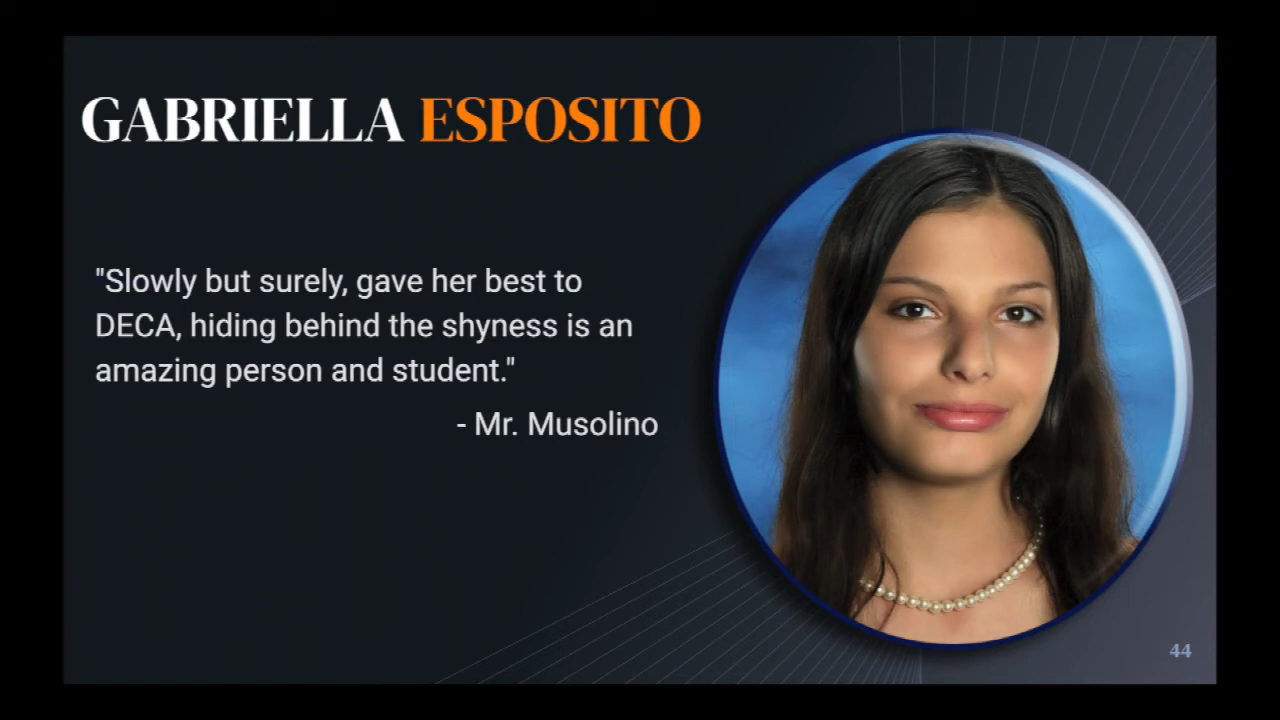 GABRIELLA ESPOSITO
"Slowly but surely, gave her best to
DECA, hiding behind the shyness is an
amazing person and student."
- Mr. Musolino
44